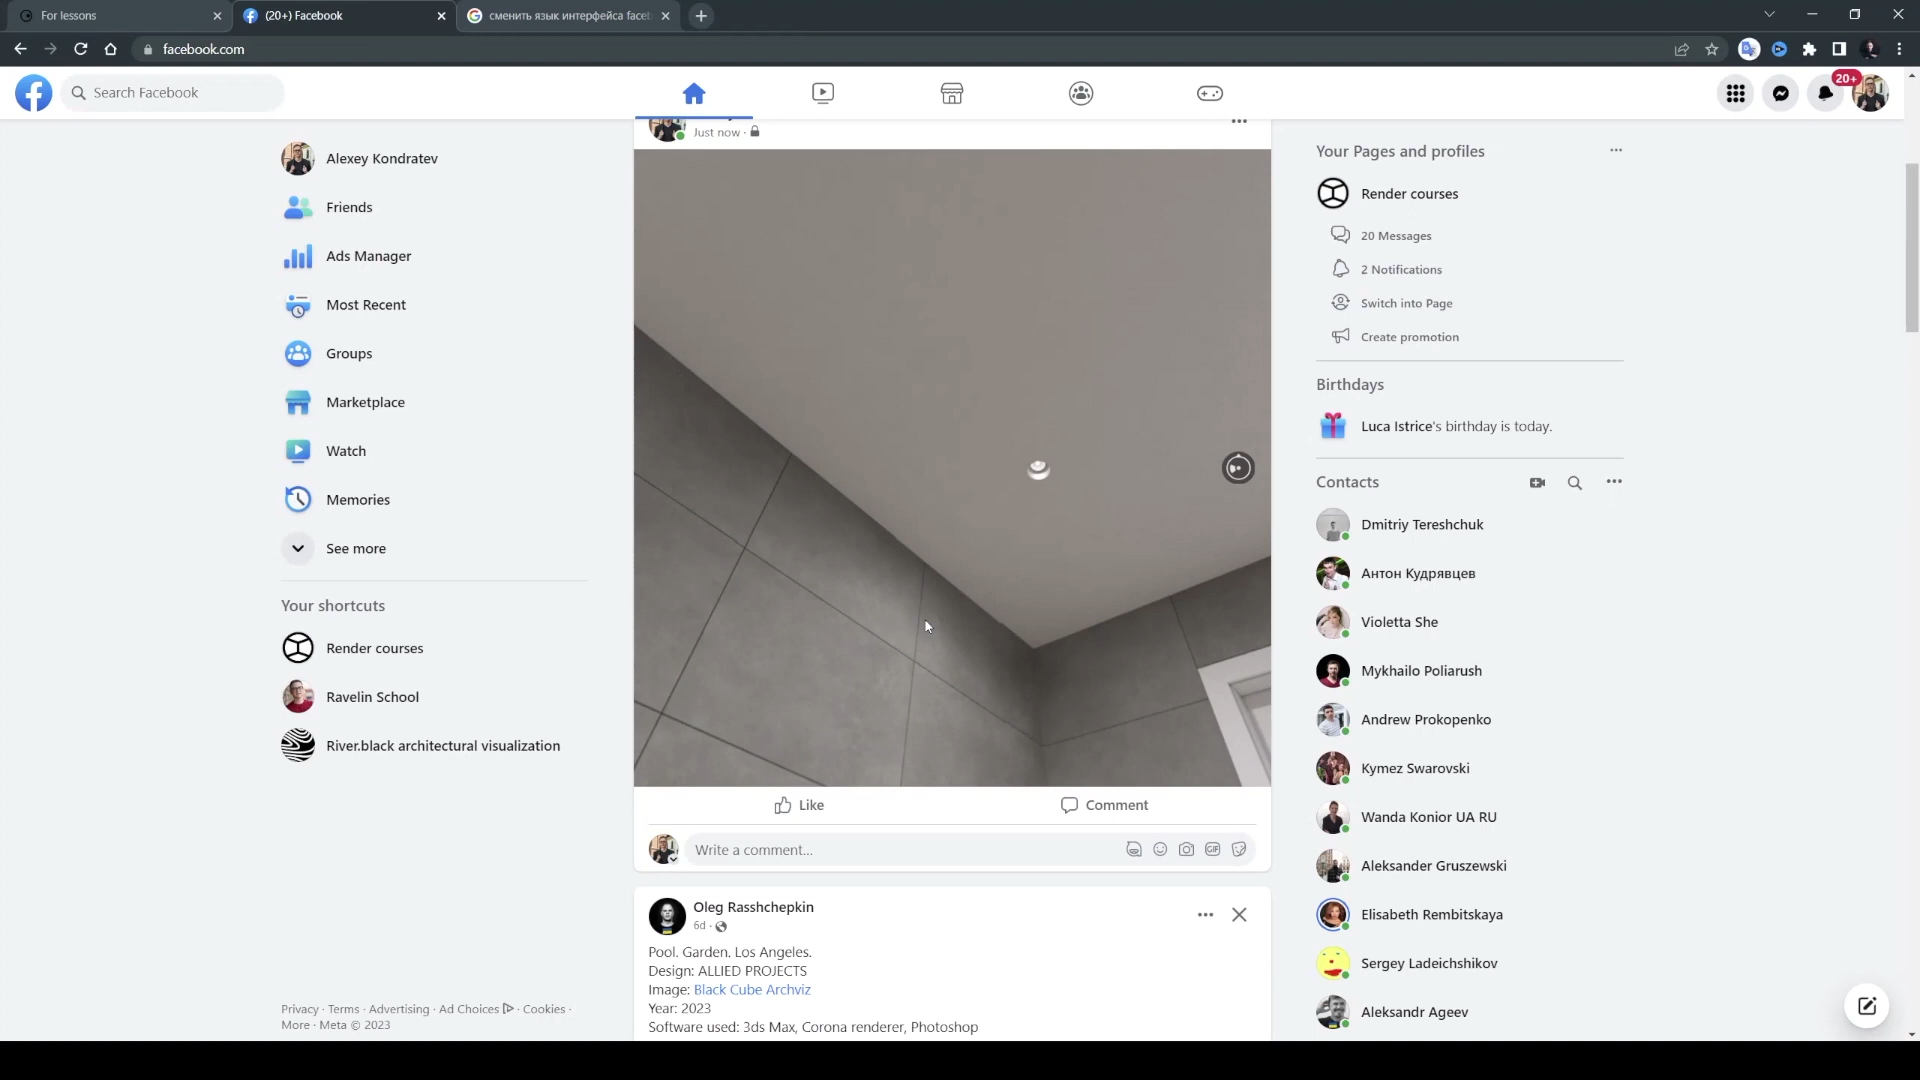 For lessons
(20+) Facebook
сменить язык интерфейса faceb
facebook.com
Search Facebook
20+
Alexey Kondratev
Friends
Ads Manager
Most Recent
Groups
Marketplace
Watch
Memories
See more
Your shortcuts
Render courses
Ravelin School
River.black architectural visualization
Privacy · Terms · Advertising · Ad Choices · Cookies ·
More · Meta © 2023
Just now ·
Like
Comment
Write a comment...
GIF
Oleg Rasshchepkin
6d ·
Pool. Garden. Los Angeles.
Design: ALLIED PROJECTS
Image: Black Cube Archviz
Year: 2023
Software used: 3ds Max, Corona renderer, Photoshop
Your Pages and profiles
Render courses
20 Messages
2 Notifications
Switch into Page
Create promotion
Birthdays
Luca Istrice's birthday is today.
Contacts
Dmitriy Tereshchuk
Антон Кудрявцев
Violetta She
Mykhailo Poliarush
Andrew Prokopenko
Kymez Swarovski
Wanda Konior UA RU
Aleksander Gruszewski
Elisabeth Rembitskaya
Sergey Ladeichshikov
Aleksandr Ageev